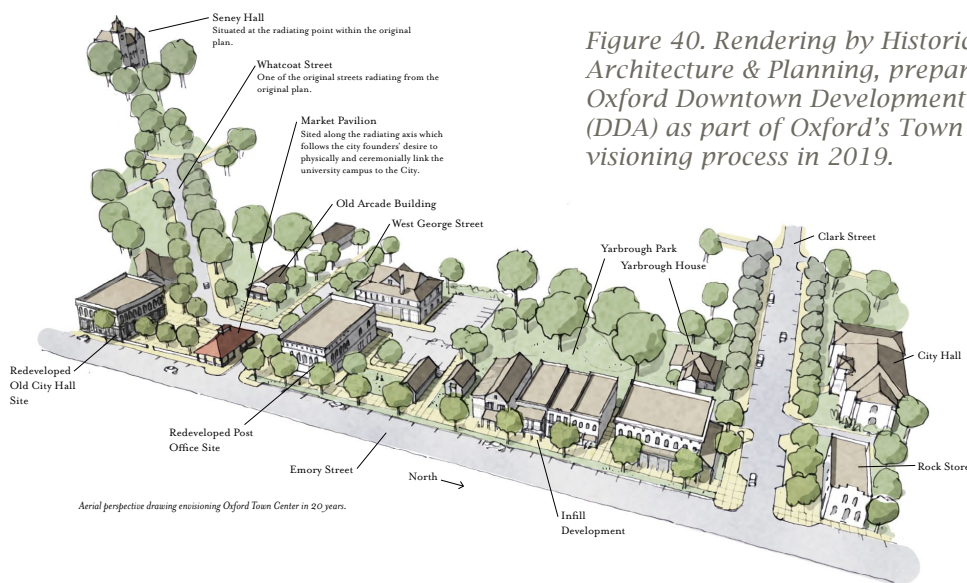 Seney Hall
Situated at the radiating point within the original
plan.
Whatcoat Street
One of the original streets radiating from the
original plan.
Market Pavilion
Sited along the radiating axis which
follows the city founders' desire to
physically and ceremonially link the
university campus to the City.
Old Arcade Building
West George Street
Figure 40. Rendering by Historic
Architecture & Planning, prepar
Oxford Downtown Development
(DDA) as part of Oxford's Town
visioning process in 2019.
Yarbrough Park
Yarbrough House
Clark Street
City Hall
Rock Store
Redeveloped
Old City Hall
Site
Redeveloped Post
Office Site
Emory Street
North
Infill
Development
Aerial perspective drawing envisioning Oxford Town Center in 20 years.